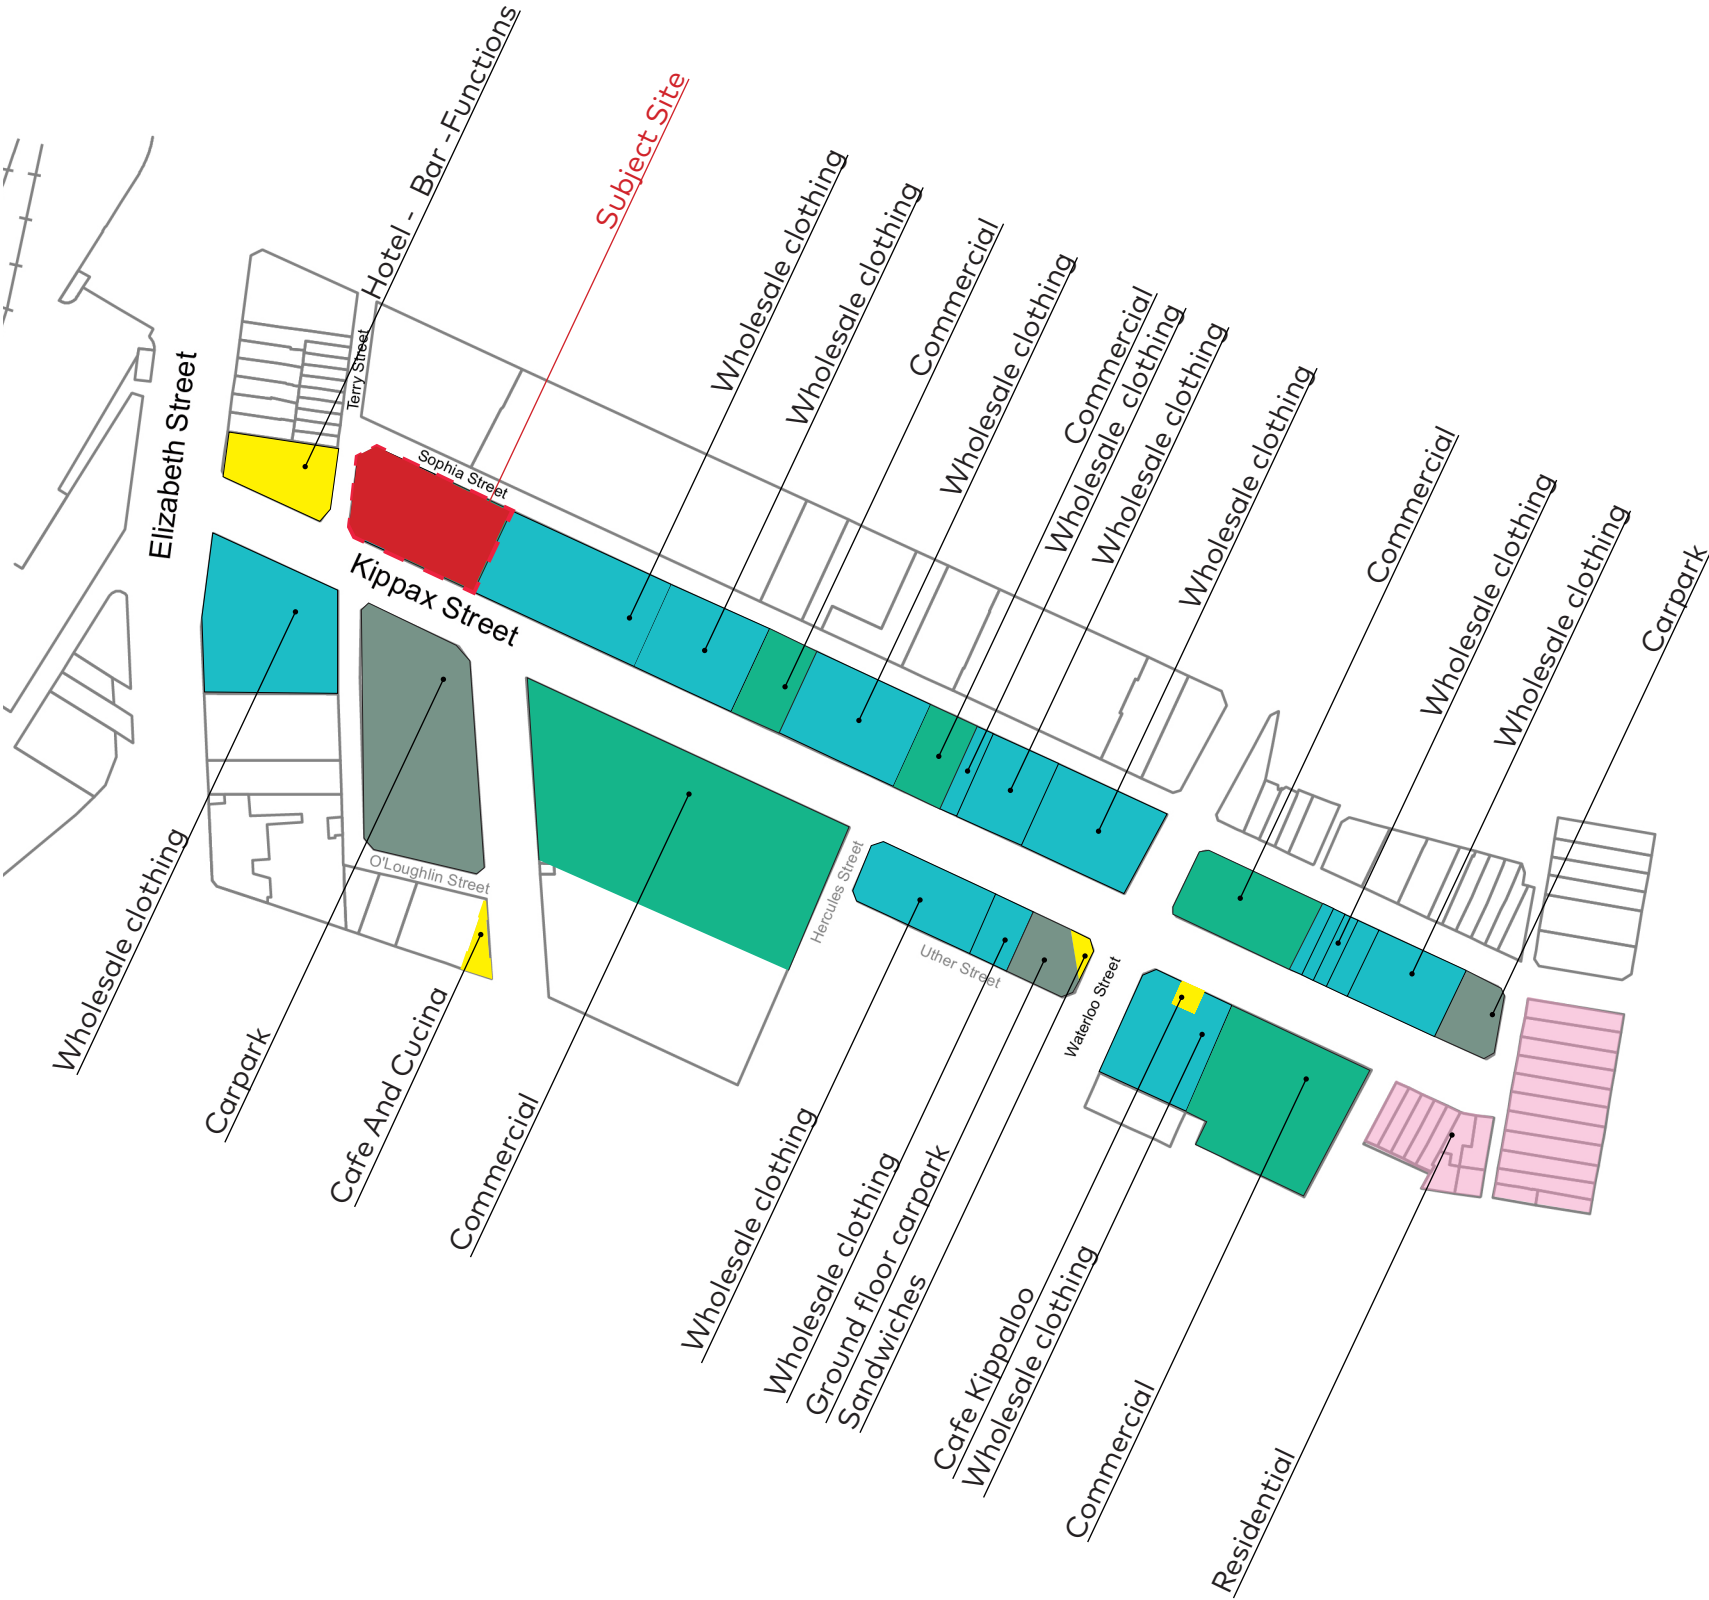 Hotel - Bar -Functions
Subject Site
Wholesale clothing
Wholesale clothing
Commercial
Wholesale clothing
Commercial
Wholesale clothing
Wholesale clothing
Wholesale clothing
Commercial
Wholesale clothing
Wholesale clothing
Carpark
Elizabeth Street
Terry Street
Sophia Street
Kippax Street
O'Loughlin Street
Hercules Street
Uther Street
Waterloo Street
Wholesale clothing
Carpark
Cafe And Cucina
Commercial
Wholesale clothing
Wholesale clothing
Ground floor carpark
Sandwiches
Cafe Kippaloo
Wholesale clothing
Commercial
Residential